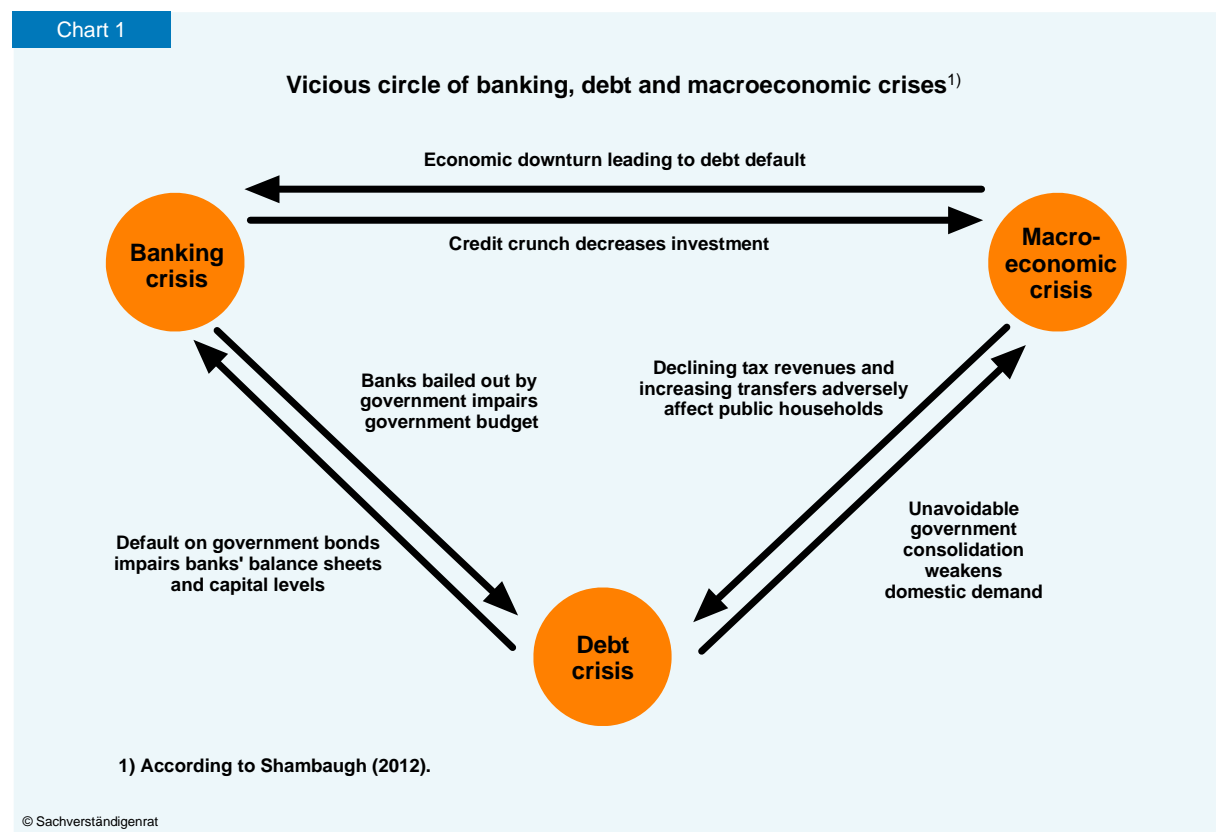 Chart 1
Vicious circle of banking, debt and macroeconomic crises1)
Economic downturn leading to debt default
Credit crunch decreases investment
Banking
crisis
Macro-
economic
crisis
Banks bailed out by
government impairs
government budget
Declining tax revenues and
increasing transfers adversely
affect public households
Default on government bonds
impairs banks' balance sheets
and capital levels
Unavoidable
government
consolidation
weakens
domestic demand
Debt
crisis
1) According to Shambaugh (2012).
© Sachverständigenrat